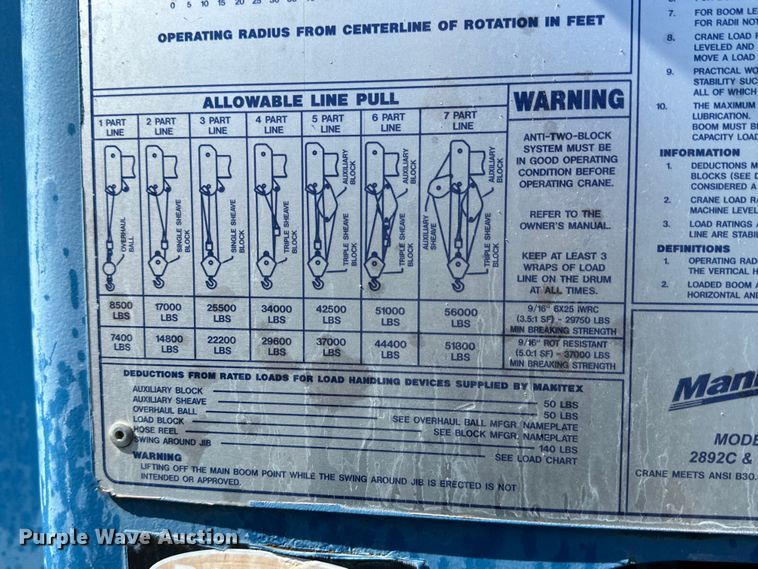 0 5 10 15 20 25 30
OPERATING RADIUS FROM CENTERLINE OF ROTATION IN FEET
ALLOWABLE LINE PULL
1 PART LINE
2 PART LINE
3 PART LINE
4 PART LINE
5 PART LINE
6 PART LINE
7 PART LINE
OVERHAUL BALL
SINGLE SHEAVE BLOCK
SINGLE SHEAVE BLOCK
TRIPLE SHEAVE BLOCK
AUXILIARY BLOCK
TRIPLE SHEAVE BLOCK
AUXILIARY BLOCK
TRIPLE SHEAVE BLOCK
AUXILIARY SHEAVE
AUXILIARY BLOCK
TRIPLE SHEAVE BLOCK
8500 LBS
17000 LBS
25500 LBS
34000 LBS
42500 LBS
51000 LBS
56000 LBS
7400 LBS
14800 LBS
22200 LBS
29600 LBS
37000 LBS
44400 LBS
51800 LBS
WARNING
ANTI-TWO-BLOCK
SYSTEM MUST BE
IN GOOD OPERATING
CONDITION BEFORE
OPERATING CRANE.
REFER TO THE
OWNER'S MANUAL.
KEEP AT LEAST 3
WRAPS OF LOAD
LINE ON THE DRUM
AT ALL TIMES.
9/16" 6X25 IWRC
(3.5:1 SF) - 29750 LBS
MIN BREAKING STRENGTH
9/16" ROT RESISTANT
(5.0:1 SF) - 37000 LBS
MIN BREAKING STRENGTH
DEDUCTIONS FROM RATED LOADS FOR LOAD HANDLING DEVICES SUPPLIED BY MANITEX
AUXILIARY BLOCK 50 LBS
AUXILIARY SHEAVE 50 LBS
OVERHAUL BALL SEE OVERHAUL BALL MFGR. NAMEPLATE
LOAD BLOCK SEE BLOCK MFGR. NAMEPLATE
HOSE REEL 140 LBS
SWING AROUND JIB SEE LOAD CHART
WARNING
LIFTING OFF THE MAIN BOOM POINT WHILE THE SWING AROUND JIB IS ERECTED IS NOT
INTENDED OR APPROVED.
7. FOR BOOM LE
FOR RADII NOT
8. CRANE LOAD R
LEVELED AND
MOVE A LOAD
9. PRACTICAL WO
STABILITY SUC
ALL OF WHICH
10. THE MAXIMUM
LUBRICATION.
BOOM MUST B
CAPACITY LOAD
INFORMATION
1. DEDUCTIONS M
BLOCKS (SEE D
CONSIDERED A
2. CRANE LOAD RA
MACHINE LEVEL
3. LOAD RATINGS A
LINE ARE STABI
DEFINITIONS
1. OPERATING RAD
THE VERTICAL H
2. LOADED BOOM A
HORIZONTAL AND
Mani
MODE
2892C &
CRANE MEETS ANSI B30.
Purple Wave Auction